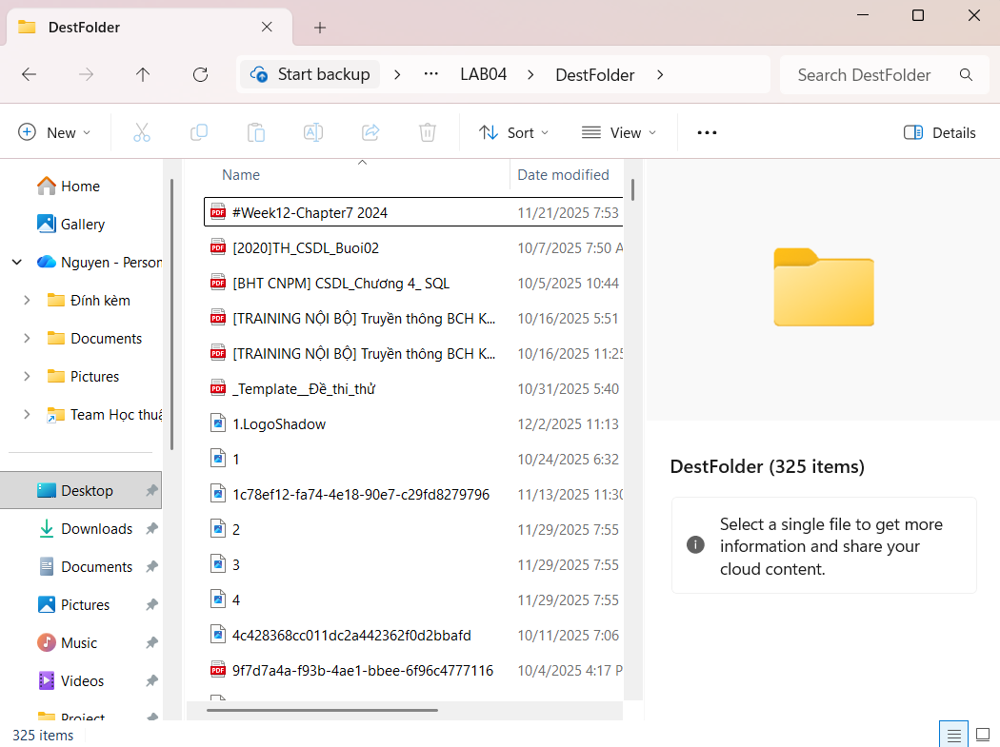 DestFolder
Start backup
LAB04
DestFolder
Search DestFolder
New
Sort
View
Details
Home
Gallery
Nguyen - Person
Đính kèm
Documents
Pictures
Team Học thuậ
Desktop
Downloads
Documents
Pictures
Music
Videos
Project
Name Date modified
#Week12-Chapter7 2024 11/21/2025 7:53
[2020]TH_CSDL_Buoi02 10/7/2025 7:50 A
[BHT CNPM] CSDL_Chương 4_ SQL 10/5/2025 10:44
[TRAINING NỘI BỘ] Truyền thông BCH K... 10/16/2025 5:51
[TRAINING NỘI BỘ] Truyền thông BCH K... 10/16/2025 11:25
_Template__Đề_thi_thử 10/31/2025 5:40
1.LogoShadow 12/2/2025 11:13
1 10/24/2025 6:32
1c78ef12-fa74-4e18-90e7-c29fd8279796 11/13/2025 11:30
2 11/29/2025 7:55
3 11/29/2025 7:55
4 11/29/2025 7:55
4c428368cc011dc2a442362f0d2bbafd 10/11/2025 7:06
9f7d7a4a-f93b-4ae1-bbee-6f96c4777116 10/4/2025 4:17 P
DestFolder (325 items)
Select a single file to get more
information and share your
cloud content.
325 items